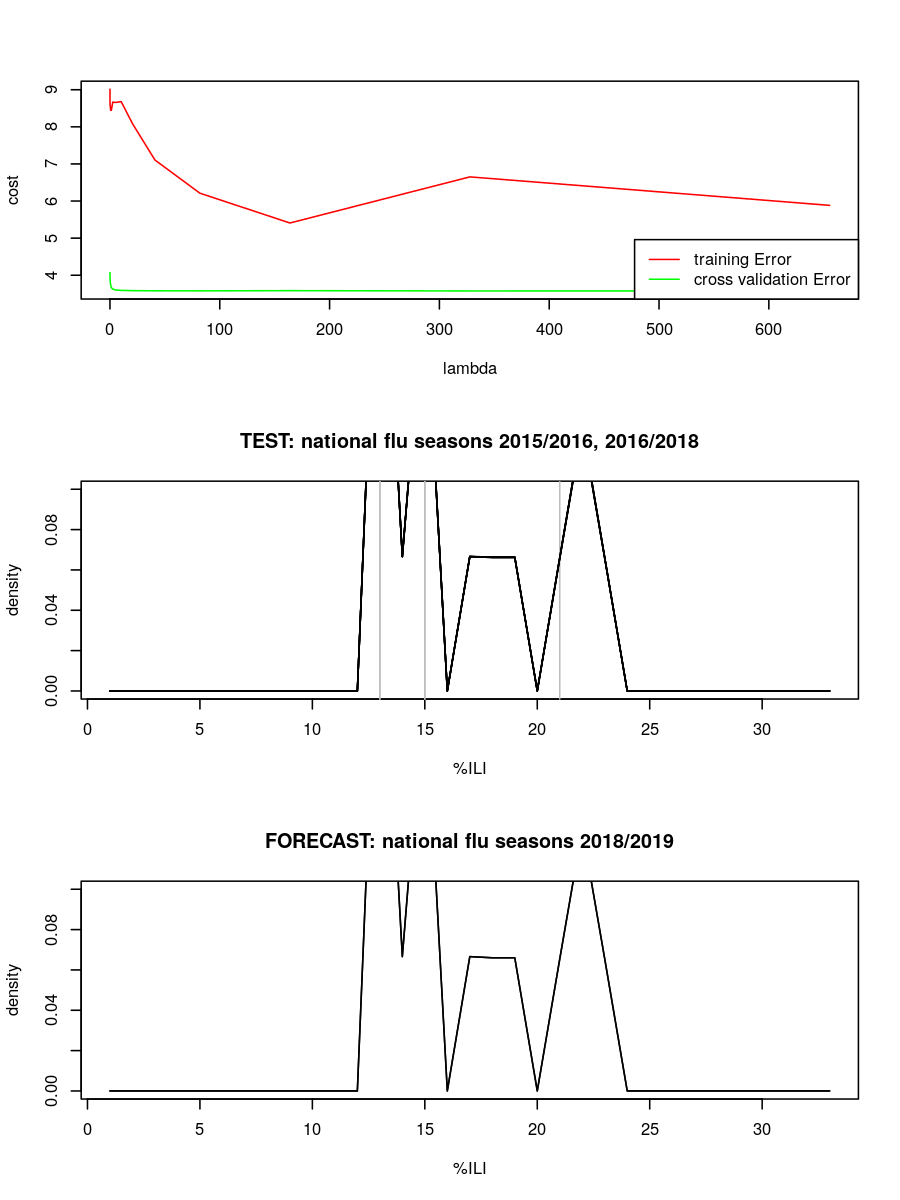 9
8
7
6
5
4
cost
training Error
cross validation Error
0 100 200 300 400 500 600
lambda
TEST: national flu seasons 2015/2016, 2016/2018
0.08
0.04
0.00
density
0 5 10 15 20 25 30
%ILI
FORECAST: national flu seasons 2018/2019
0.08
0.04
0.00
density
0 5 10 15 20 25 30
%ILI